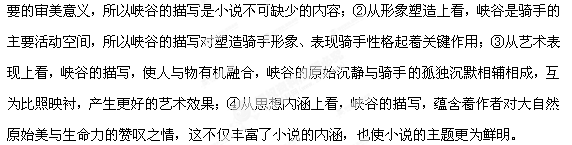 要的审美意义，所以峡谷的描写是小说不可缺少的内容；②从形象塑造上看，峡谷是骑手的
主要活动空间，所以峡谷的描写对塑造骑手形象、表现骑手性格起着关键作用；③从艺术表
现上看，峡谷的描写，使人与物有机融合，峡谷的原始沉静与骑手的孤独沉默相辅相成，互
为比照映衬，产生更好的艺术效果；④从思想内涵上看，峡谷的描写，蕴含着作者对大自然
原始美与生命力的赞叹之情，这不仅丰富了小说的内涵，也使小说的主题更为鲜明。